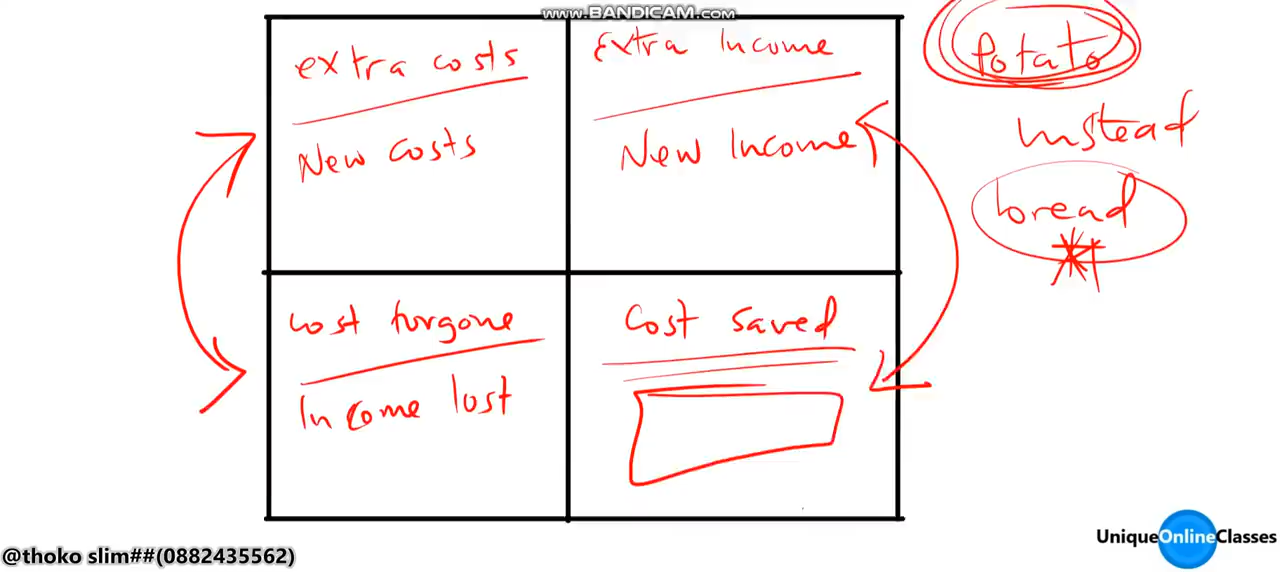 www.BANDICAM.com
extra costs
New costs
Extra Income
New Income
Potato
instead
bread
cost forgone
Income lost
Cost saved
@thoko slim##(0882435562)
UniqueOnlineClasses